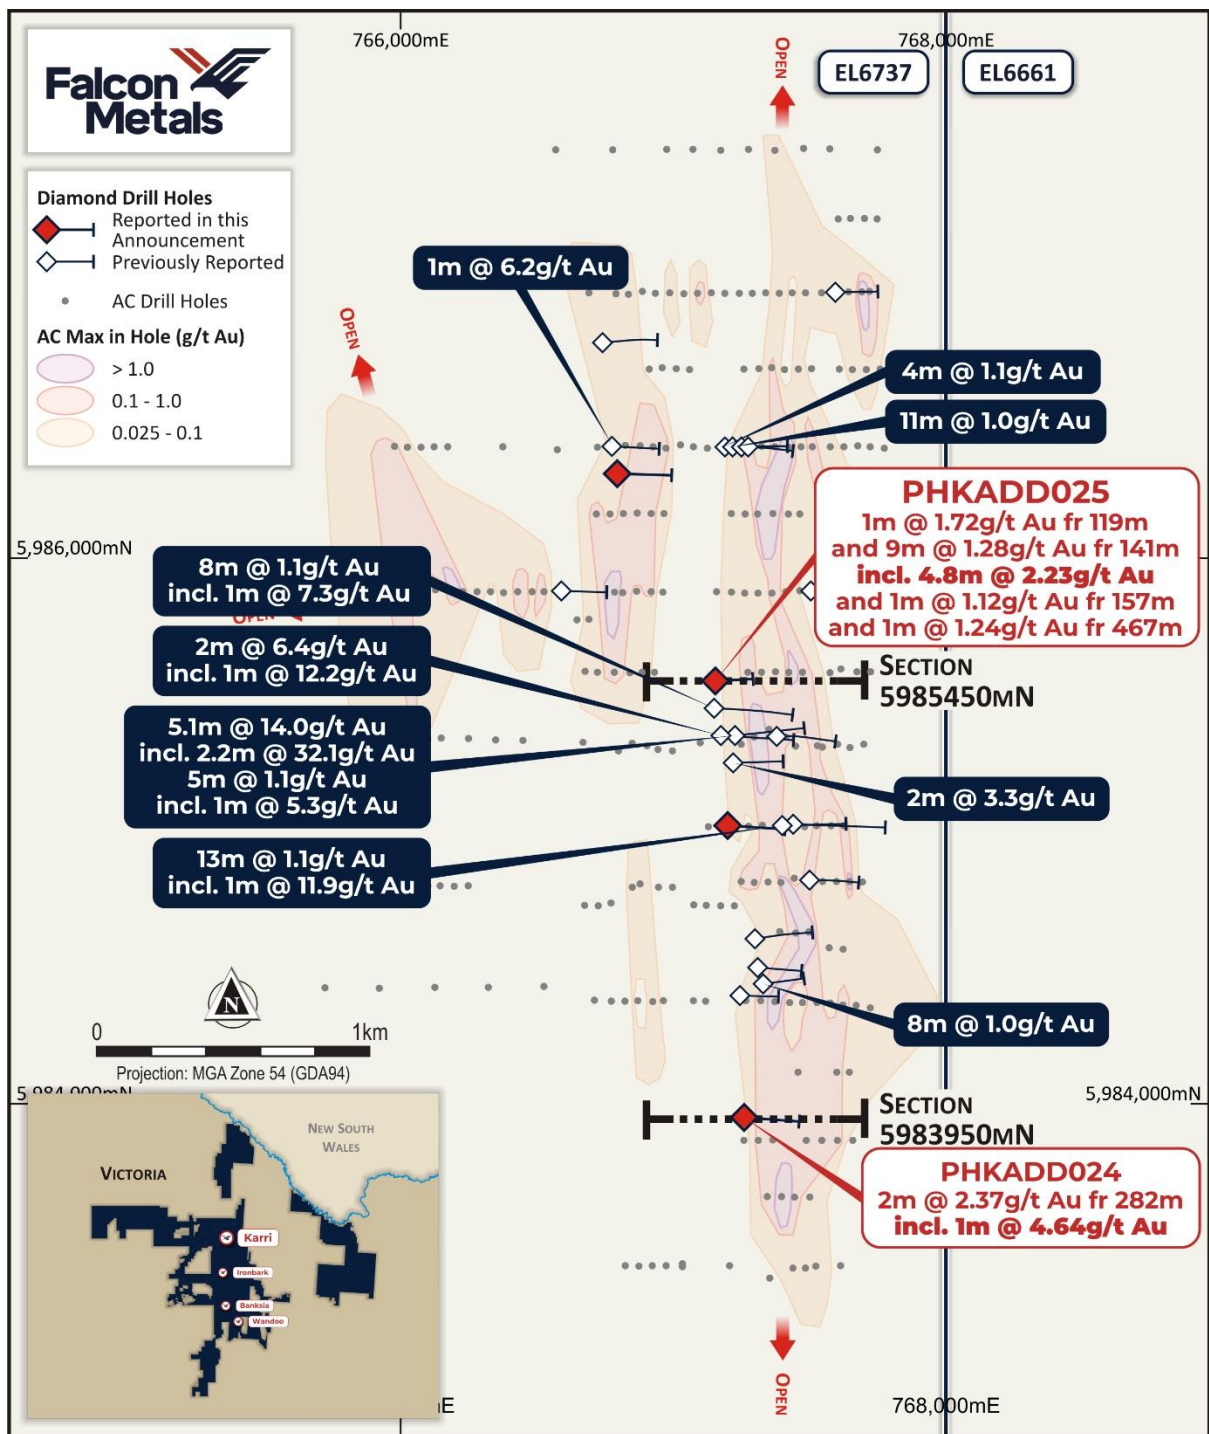 766,000mE
768,000mE
OPEN
EL6737
EL6661
Falcon
Metals
Diamond Drill Holes
Reported in this
Announcement
Previously Reported
AC Drill Holes
AC Max in Hole (g/t Au)
> 1.0
0.1 - 1.0
0.025 - 0.1
1m @ 6.2g/t Au
OPEN
4m @ 1.1g/t Au
11m @ 1.0g/t Au
PHKADD025
1m @ 1.72g/t Au fr 119m
and 9m @ 1.28g/t Au fr 141m
incl. 4.8m @ 2.23g/t Au
and 1m @ 1.12g/t Au fr 157m
and 1m @ 1.24g/t Au fr 467m
5,986,000mN
8m @ 1.1g/t Au
incl. 1m @ 7.3g/t Au
OPEN
2m @ 6.4g/t Au
incl. 1m @ 12.2g/t Au
SECTION
5985450MN
5.1m @ 14.0g/t Au
incl. 2.2m @ 32.1g/t Au
5m @ 1.1g/t Au
incl. 1m @ 5.3g/t Au
2m @ 3.3g/t Au
13m @ 1.1g/t Au
incl. 1m @ 11.9g/t Au
N
0 1km
Projection: MGA Zone 54 (GDA94)
8m @ 1.0g/t Au
5,984,000mN
5,984,000mN
SECTION
5983950MN
PHKADD024
2m @ 2.37g/t Au fr 282m
incl. 1m @ 4.64g/t Au
NEW SOUTH
WALES
VICTORIA
Karri
Ironbark
Banksia
Wandoo
OPEN
mE
768,000mE